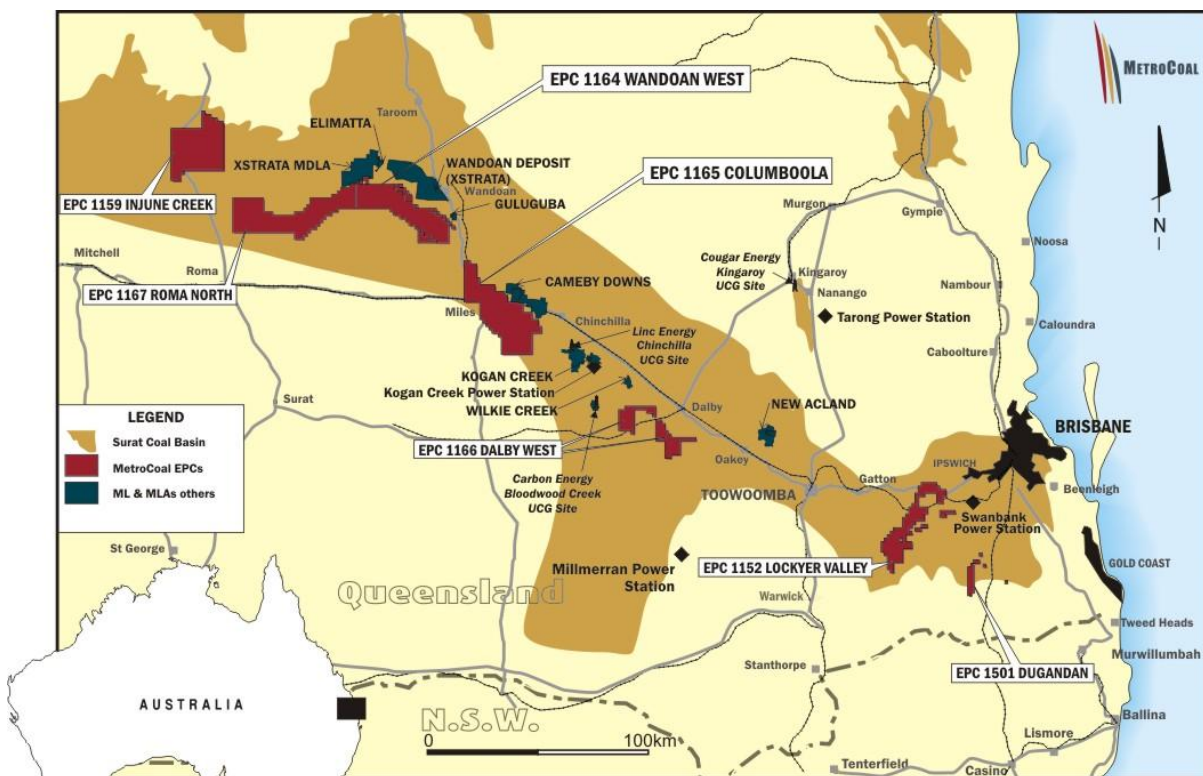 METROCOAL
EPC 1164 WANDOAN WEST
Taroom
ELIMATTA
XSTRATA MDLA
WANDOAN DEPOSIT
(XSTRATA)
Wandoan
GULUGUBA
EPC 1159 INJUNE CREEK
EPC 1165 COLUMBOOLA
Murgon
Gympie
N
Noosa
Mitchell
Roma
EPC 1167 ROMA NORTH
CAMEBY DOWNS
Cougar Energy
Kingaroy
UCG Site
Kingaroy
Nanango
Nambour
Miles
Chinchilla
Tarong Power Station
Caloundra
Linc Energy
Chinchilla
UCG Site
Caboolture
KOGAN CREEK
Kogan Creek Power Station
WILKIE CREEK
Surat
Dalby
NEW ACLAND
BRISBANE
LEGEND
Surat Coal Basin
MetroCoal EPCs
ML & MLAs others
EPC 1166 DALBY WEST
Oakey
IPSWICH
Gatton
Beenleigh
Carbon Energy
Bloodwood Creek
UCG Site
TOOWOOMBA
Swanbank
Power Station
St George
Millmerran Power
Station
EPC 1152 LOCKYER VALLEY
GOLD COAST
Queensland
Warwick
Tweed Heads
Murwillumbah
Stanthorpe
EPC 1501 DUGANDAN
AUSTRALIA
N.S.W.
0 100km
Ballina
Lismore
Tenterfield
Casino